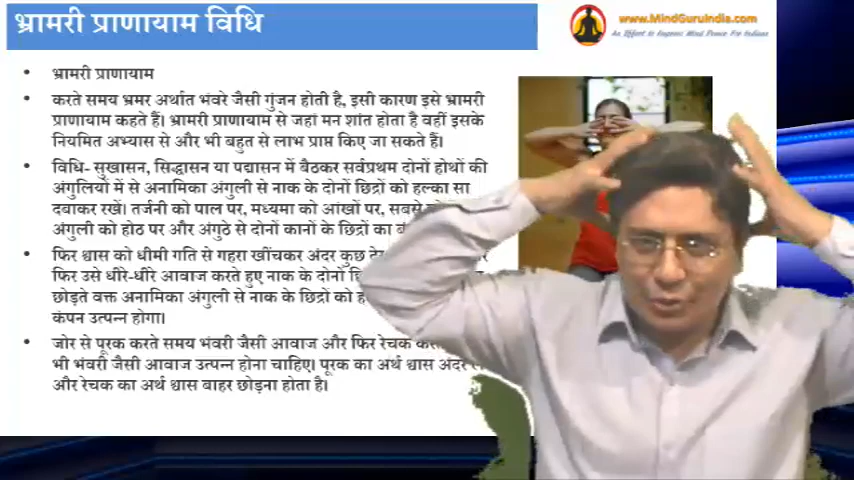 भ्रामरी प्राणायाम विधि
www.MindGuruIndia.com
An Effort to Improve Mind Power For Indians
• भ्रामरी प्राणायाम
• करते समय भ्रमर अर्थात भंवरे जैसी गुंजन होती है, इसी कारण इसे भ्रामरी
प्राणायाम कहते हैं। भ्रामरी प्राणायाम से जहां मन शांत होता है वहीं इसके
नियमित अभ्यास से और भी बहुत से लाभ प्राप्त किए जा सकते हैं।
• विधि- सुखासन, सिद्धासन या पद्मासन में बैठकर सर्वप्रथम दोनों होथों की
अंगुलियों में से अनामिका अंगुली से नाक के दोनों छिद्रों को हल्का सा
दबाकर रखें। तर्जनी को पाल पर, मध्यमा को आंखों पर, सबसे
अंगुली को होठ पर और अंगुठे से दोनों कानों के छिद्रों का
• फिर श्वास को धीमी गति से गहरा खींचकर अंदर कुछ
फिर उसे धीरे-धीरे आवाज करते हुए नाक के दोनों
छोड़ते वक्त अनामिका अंगुली से नाक के छिद्रों को
कंपन उत्पन्न होगा।
• जोर से पूरक करते समय भंवरी जैसी आवाज और फिर रेचक
भी भंवरी जैसी आवाज उत्पन्न होना चाहिए। पूरक का अर्थ श्वास अंदर
और रेचक का अर्थ श्वास बाहर छोड़ना होता है।